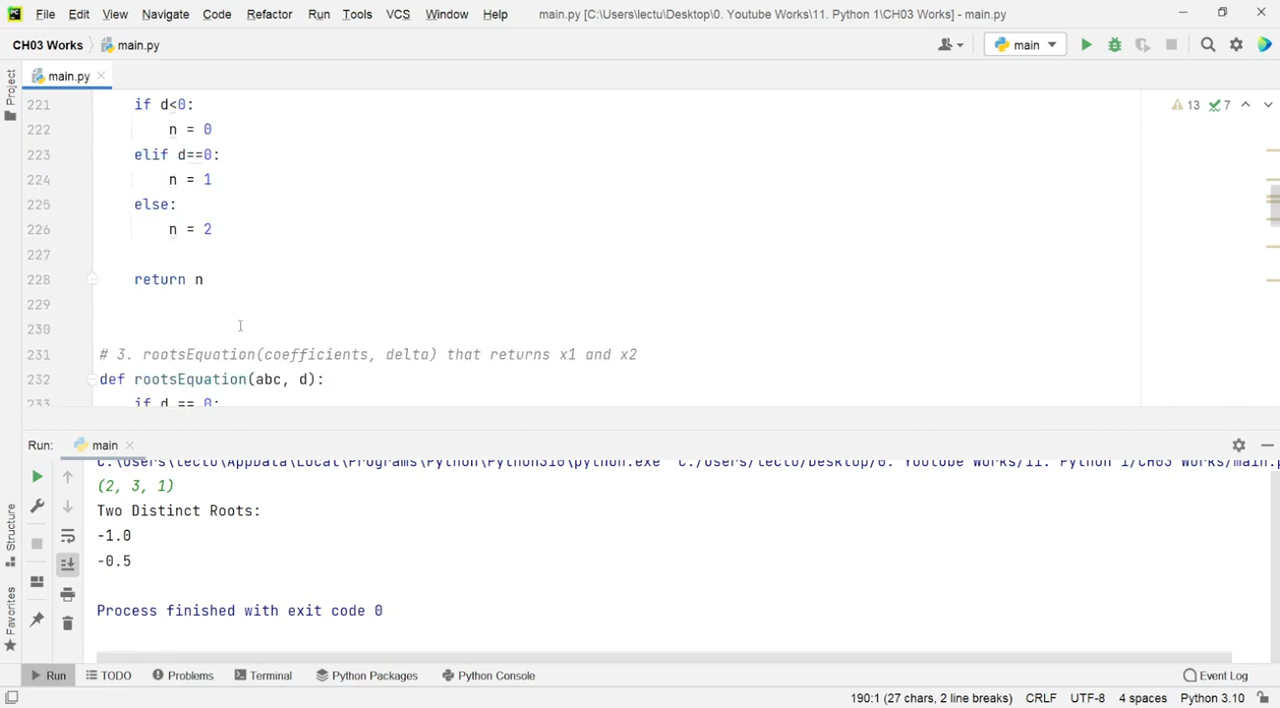 File Edit View Navigate Code Refactor Run Tools VCS Window Help main.py [C:\Users\lectu\Desktop\0. Youtube Works\11. Python 1\CH03 Works] - main.py
CH03 Works main.py main
Project
main.py
13 7
221 if d<0:
222 n = 0
223 elif d==0:
224 n = 1
225 else:
226 n = 2
227
228 return n
229
230
231 # 3. rootsEquation(coefficients, delta) that returns x1 and x2
232 def rootsEquation(abc, d):
233 if d == 0:
Run: main
C:\Users\lectu\AppData\Local\Programs\Python\Python310\python.exe "C:/Users/lectu/Desktop/0. Youtube Works/11. Python 1/CH03 Works/main.p
(2, 3, 1)
Two Distinct Roots:
-1.0
-0.5
Process finished with exit code 0
Structure
Favorites
Run TODO Problems Terminal Python Packages Python Console Event Log
190:1 (27 chars, 2 line breaks) CRLF UTF-8 4 spaces Python 3.10